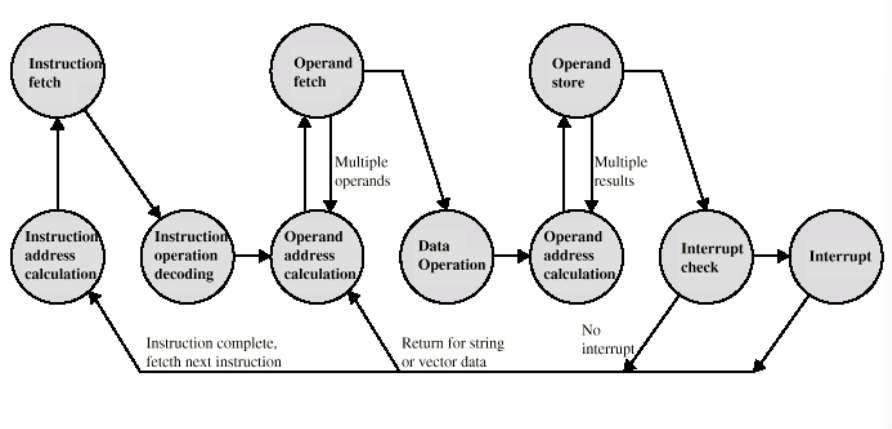 Instruction
fetch
Operand
fetch
Operand
store
Multiple
operands
Multiple
results
Instruction
address
calculation
Instruction
operation
decoding
Operand
address
calculation
Data
Operation
Operand
address
calculation
Interrupt
check
Interrupt
Instruction complete,
fetcth next instruction
Return for string
or vector data
No
interrupt